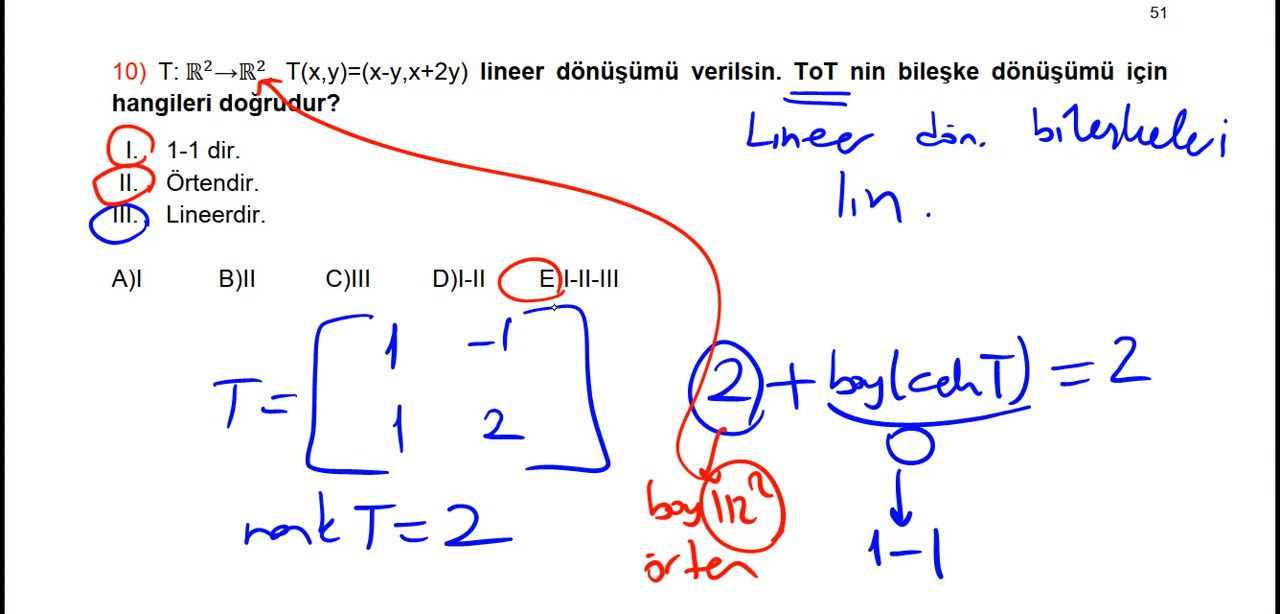 51
10) T: ℝ²→ℝ², T(x,y)=(x-y,x+2y) lineer dönüşümü verilsin. ToT nin bileşke dönüşümü için
hangileri doğrudur?
Lineer dön. bileşkeleri
lin.
I. 1-1 dir.
II. Örtendir.
III. Lineerdir.
A)I B)II C)III D)I-II E)I-II-III
T= [ 1 -1
1 2 ]
2 + boy(cekT) = 2
0
rank T = 2
boy ℝ²
örten
1-1